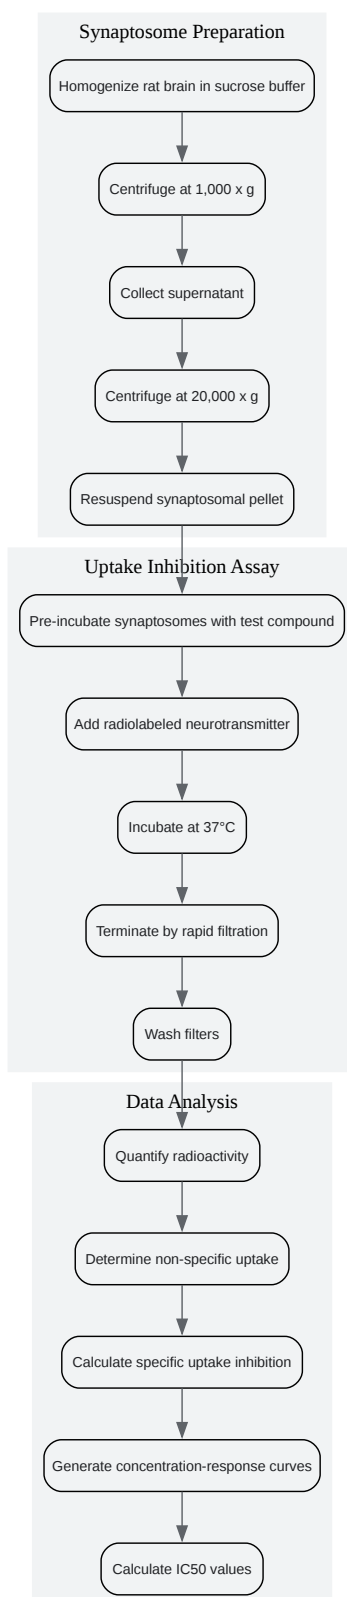 Synaptosome Preparation
Homogenize rat brain in sucrose buffer
Centrifuge at 1,000 x g
Collect supernatant
Centrifuge at 20,000 x g
Resuspend synaptosomal pellet
Uptake Inhibition Assay
Pre-incubate synaptosomes with test compound
Add radiolabeled neurotransmitter
Incubate at 37°C
Terminate by rapid filtration
Wash filters
Data Analysis
Quantify radioactivity
Determine non-specific uptake
Calculate specific uptake inhibition
Generate concentration-response curves
Calculate IC50 values